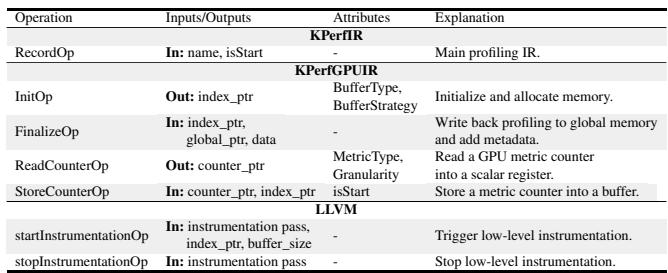 Operation Inputs/Outputs Attributes Explanation
KPerfIR
RecordOp In: name, isStart - Main profiling IR.
KPerfGPUIR
InitOp Out: index_ptr BufferType, BufferStrategy Initialize and allocate memory.
FinalizeOp In: index_ptr, global_ptr, data - Write back profiling to global memory and add metadata.
ReadCounterOp Out: counter_ptr MetricType, Granularity Read a GPU metric counter into a scalar register.
StoreCounterOp In: counter_ptr, index_ptr isStart Store a metric counter into a buffer.
LLVM
startInstrumentationOp In: instrumentation pass, index_ptr, buffer_size - Trigger low-level instrumentation.
stopInstrumentationOp In: instrumentation pass - Stop low-level instrumentation.